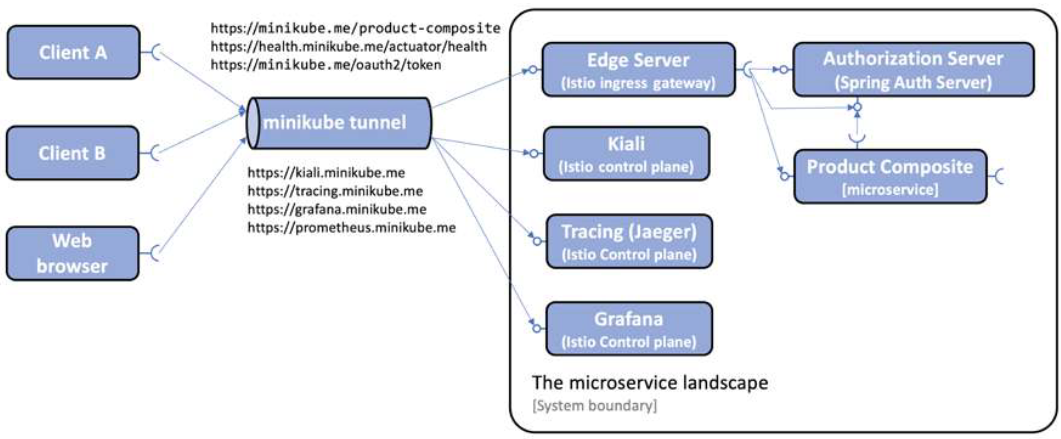 Client A
Client B
Web
browser
https://minikube.me/product-composite
https://health.minikube.me/actuator/health
https://minikube.me/oauth2/token
minikube tunnel
https://kiali.minikube.me
https://tracing.minikube.me
https://grafana.minikube.me
https://prometheus.minikube.me
Edge Server
(Istio ingress gateway)
Kiali
(Istio control plane)
Tracing (Jaeger)
(Istio Control plane)
Grafana
(Istio Control plane)
Authorization Server
(Spring Auth Server)
Product Composite
[microservice]
The microservice landscape
[System boundary]